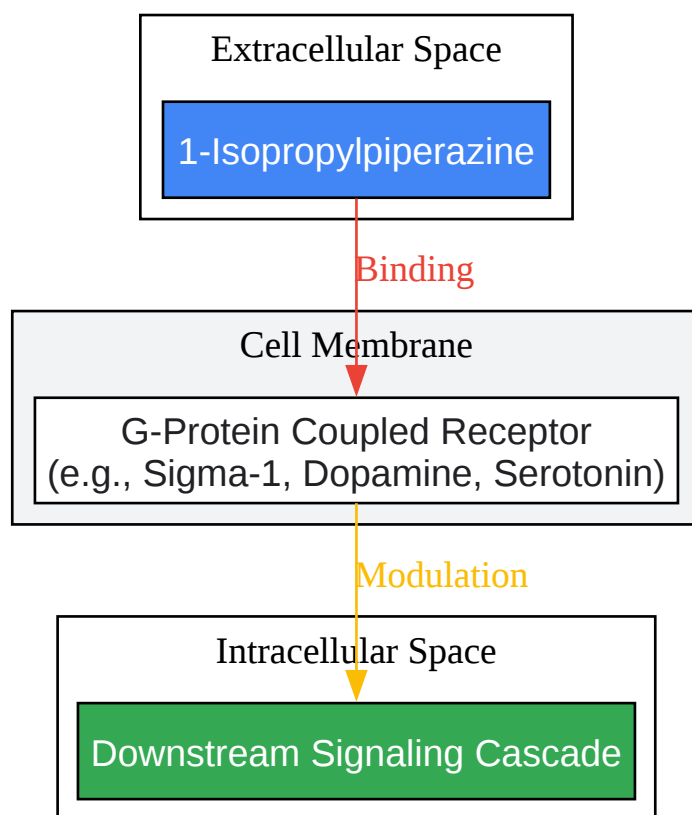 Extracellular Space
1-Isopropylpiperazine
Binding
Cell Membrane
G-Protein Coupled Receptor
(e.g., Sigma-1, Dopamine, Serotonin)
Modulation
Intracellular Space
Downstream Signaling Cascade